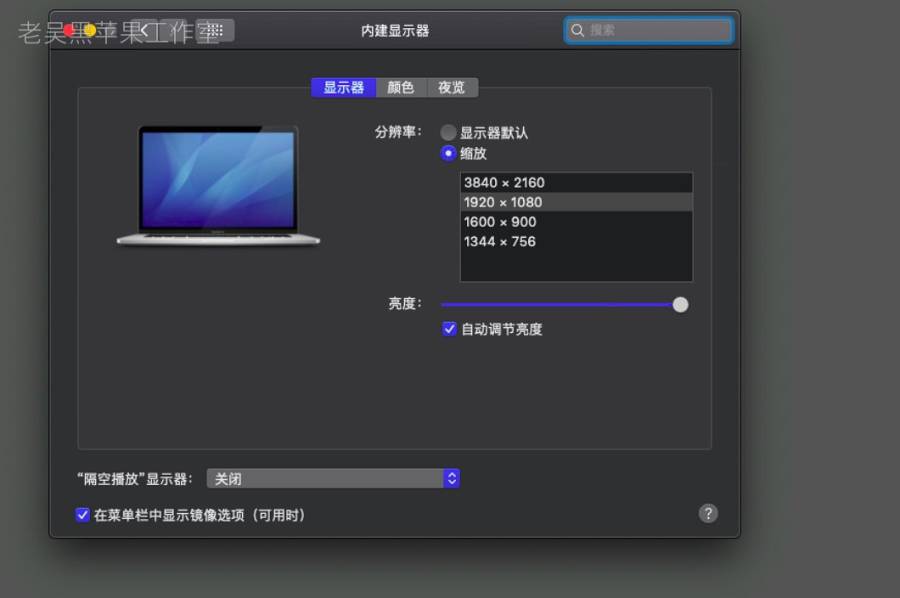 老吴黑苹果工作室
内建显示器
搜索
显示器 颜色 夜览
分辨率： 显示器默认
缩放
3840 × 2160
1920 × 1080
1600 × 900
1344 × 756
亮度：
自动调节亮度
“隔空播放”显示器： 关闭
在菜单栏中显示镜像选项（可用时）
?